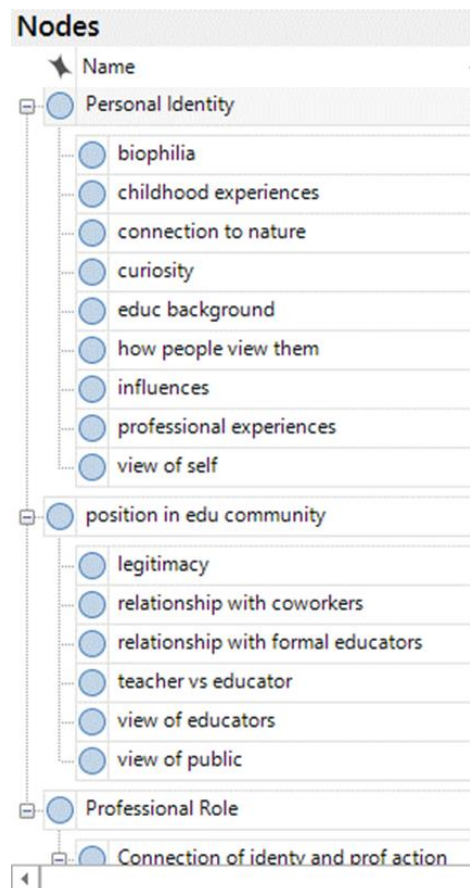 Nodes
Name
Personal Identity
biophilia
childhood experiences
connection to nature
curiosity
educ background
how people view them
influences
professional experiences
view of self
position in edu community
legitimacy
relationship with coworkers
relationship with formal educators
teacher vs educator
view of educators
view of public
Professional Role
Connection of identy and prof action